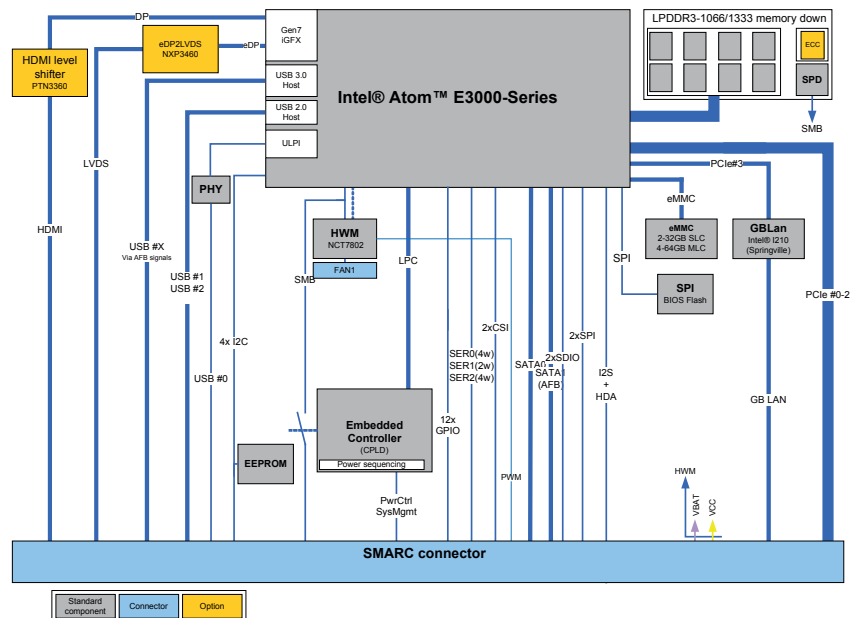 DP
LPDDR3-1066/1333 memory down
Gen7
iGFX
eDP2LVDS
NXP3460
eDP
ECC
HDMI level
shifter
PTN3360
USB 3.0
Host
SPD
Intel® Atom™ E3000-Series
USB 2.0
Host
SMB
ULPI
LVDS
PCIe#3
PHY
eMMC
HDMI
HWM
NCT7802
eMMC
2-32GB SLC
4-64GB MLC
GBLan
Intel® I210
(Springville)
USB #X
Via AFB signals
LPC
SPI
FAN1
USB #1
USB #2
SMB
SPI
BIOS Flash
PCIe #0-2
2xCSI
2xSPI
4x I2C
SER0(4w)
SER1(2w)
SER2(4w)
SATA0
2xSDIO
SATA1
(AFB)
I2S
+
HDA
USB #0
GB LAN
12x
GPIO
Embedded
Controller
(CPLD)
Power sequencing
EEPROM
PWM
HWM
VBAT
VCC
PwrCtrl
SysMgmt
SMARC connector
Standard
component
Connector
Option